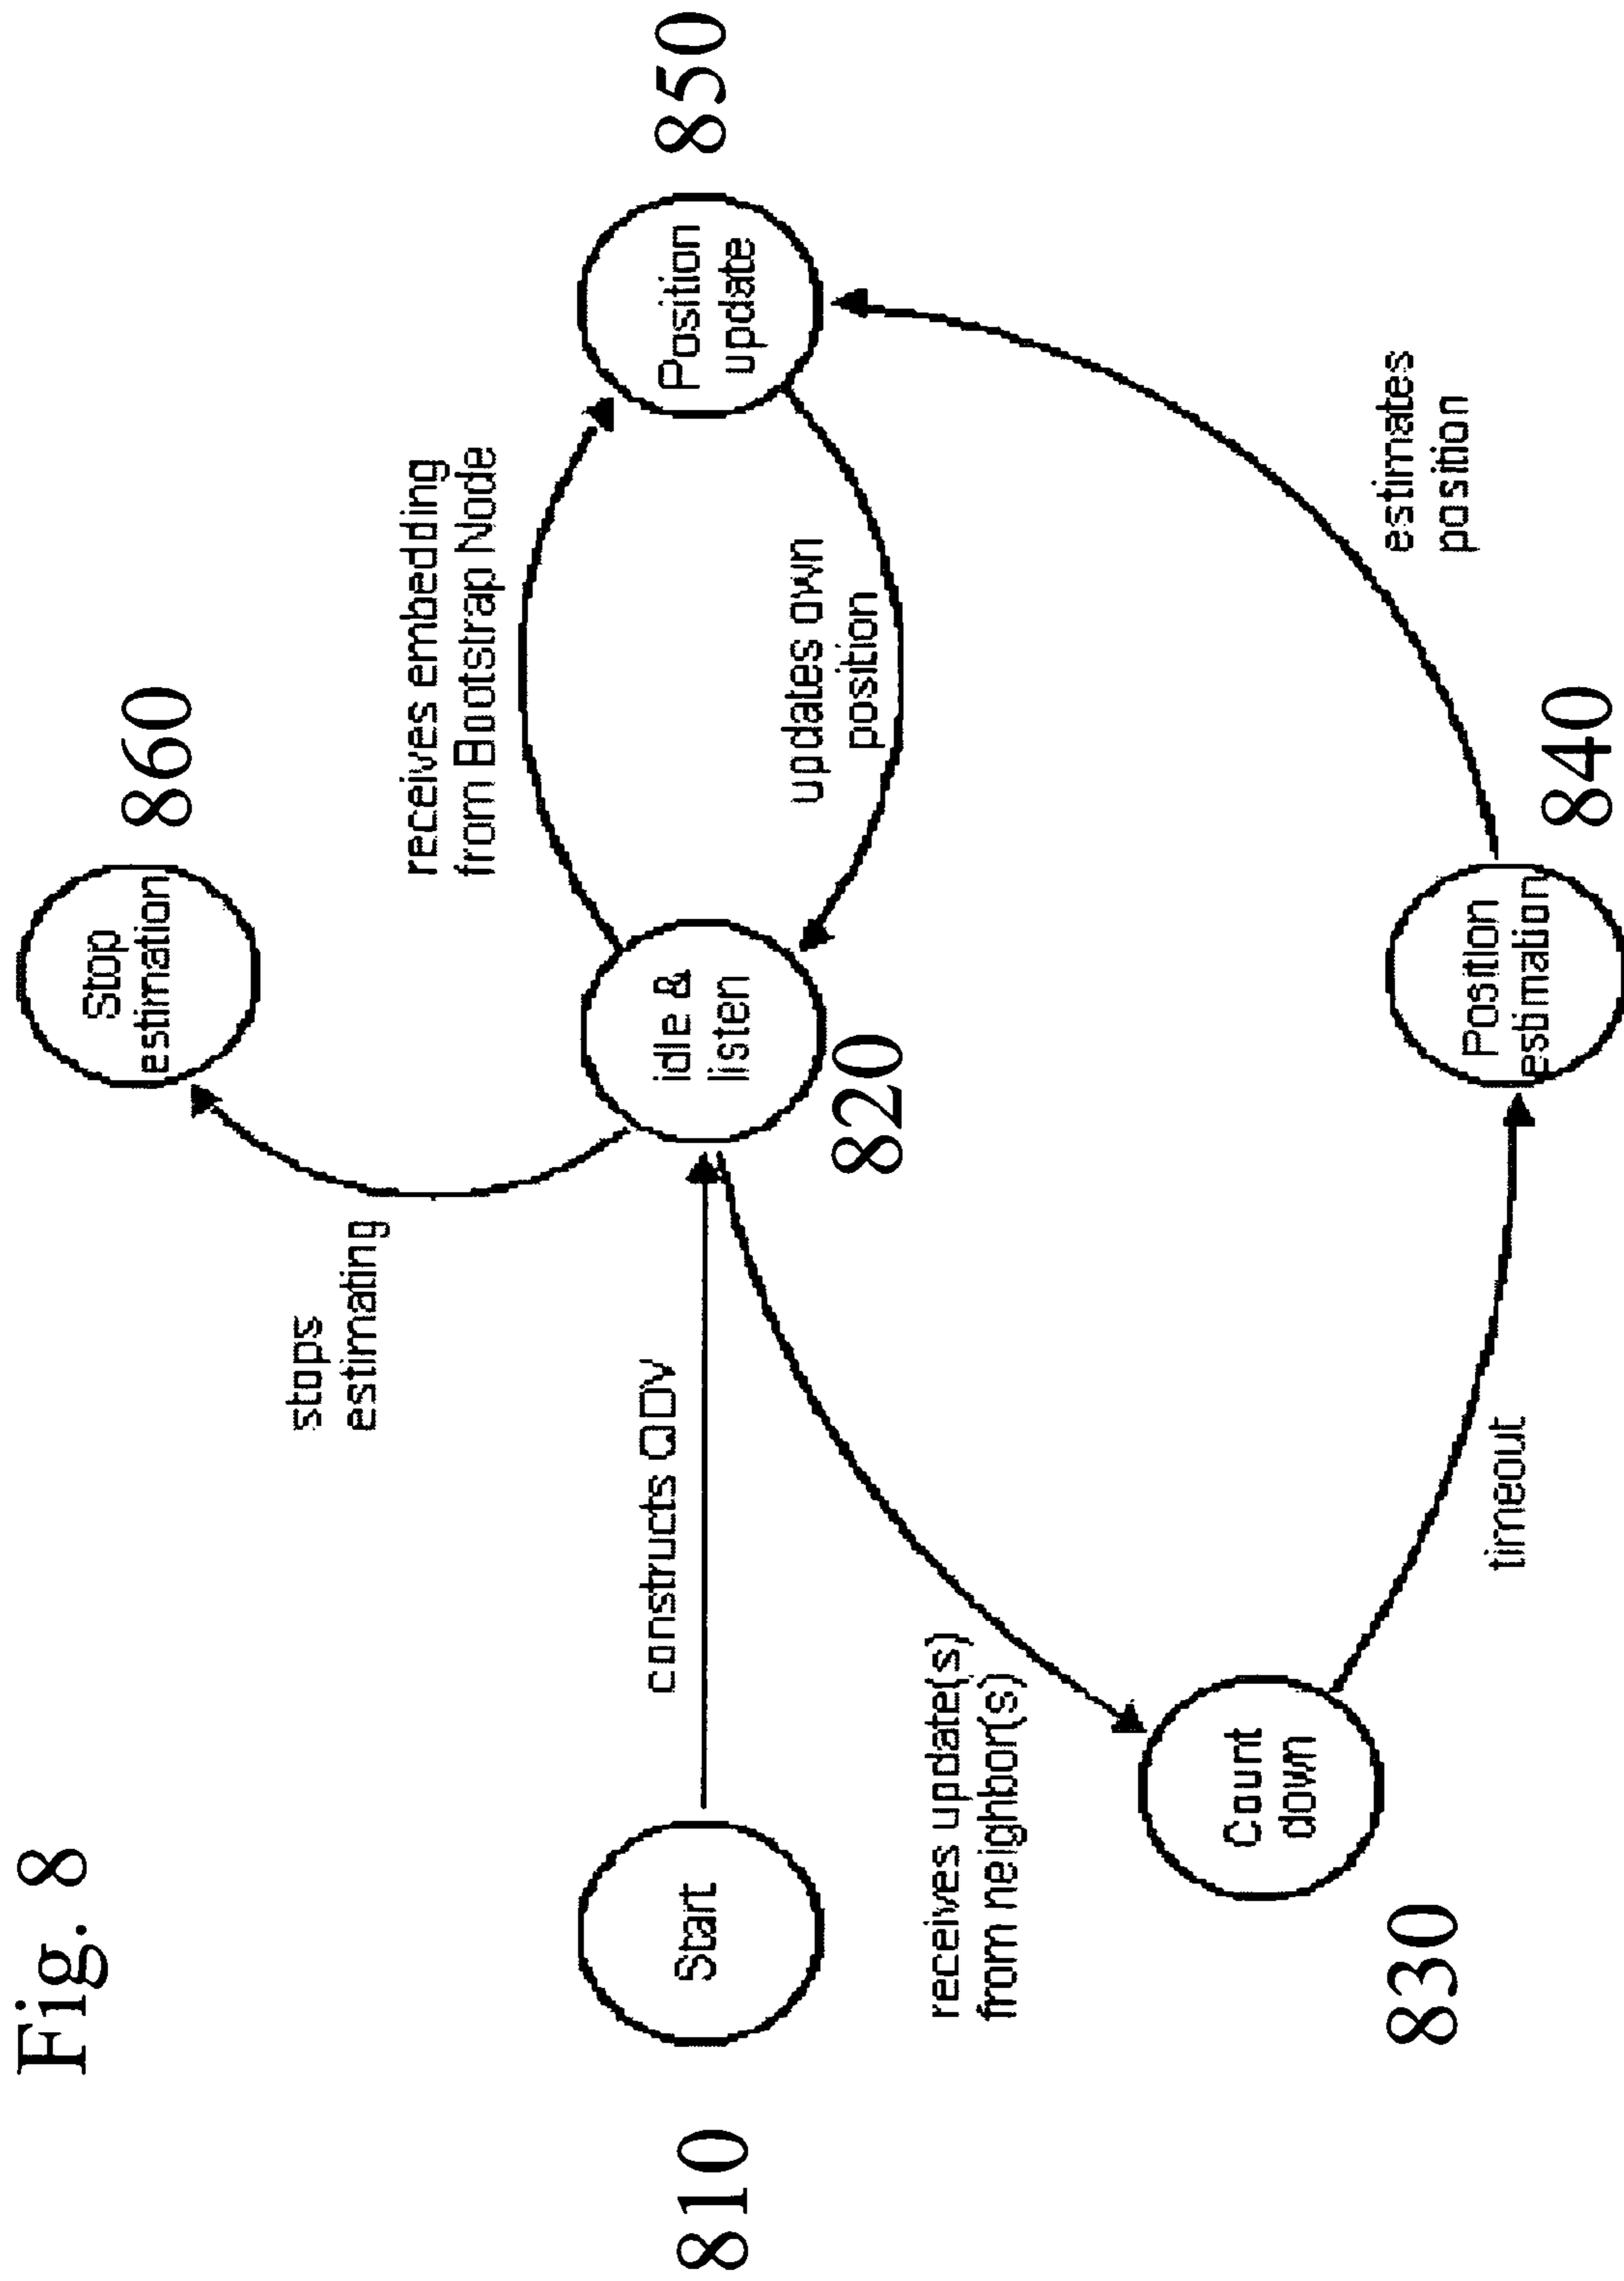 Fig. 8
stops
estimating
Stop
estimation
860
receives embedding
from Bootstrap Node
810
Start
constructs QDV
idle &
listen
820
updates own
position
Position
update
850
receives update(s)
from neighbor(s)
830
Count
down
timeout
Position
estimation
840
estimates
position